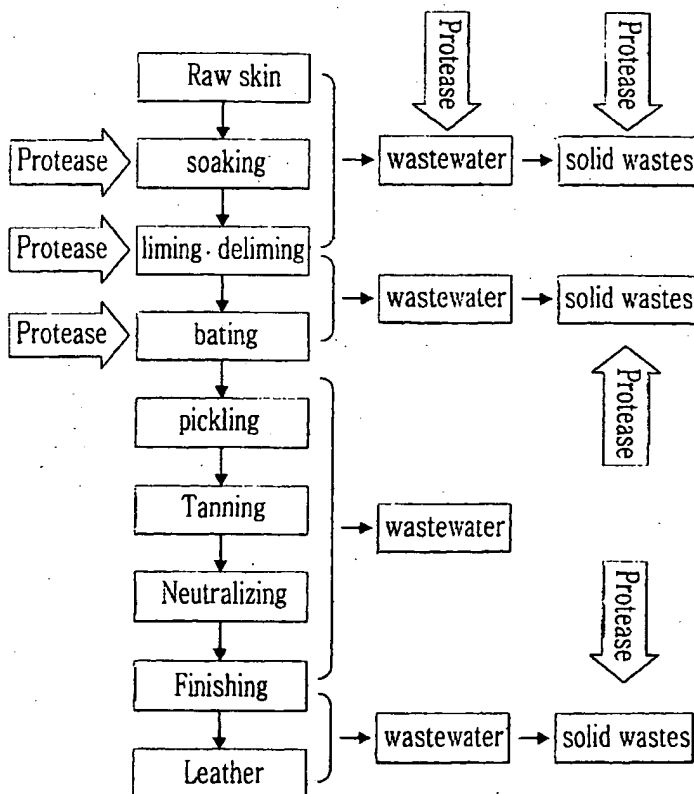 Protease
Protease
Raw skin
Protease
soaking
wastewater
solid wastes
Protease
liming · deliming
Protease
bating
wastewater
solid wastes
Protease
pickling
Tanning
wastewater
Neutralizing
Protease
Finishing
wastewater
solid wastes
Leather